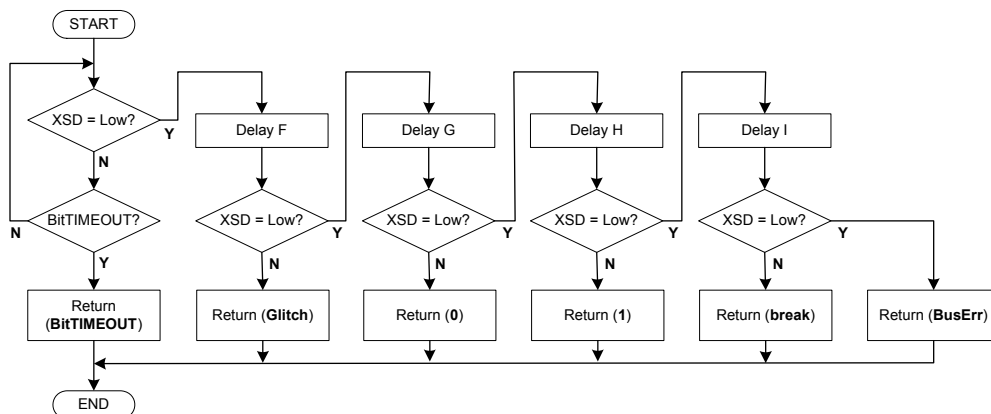 START
XSD = Low?
Y
N
BitTIMEOUT?
N
Y
Return
(BitTIMEOUT)
END
Delay F
XSD = Low?
Y
N
Return (Glitch)
Delay G
XSD = Low?
Y
N
Return (0)
Delay H
XSD = Low?
Y
N
Return (1)
Delay I
XSD = Low?
Y
N
Return (break)
Return (BusErr)